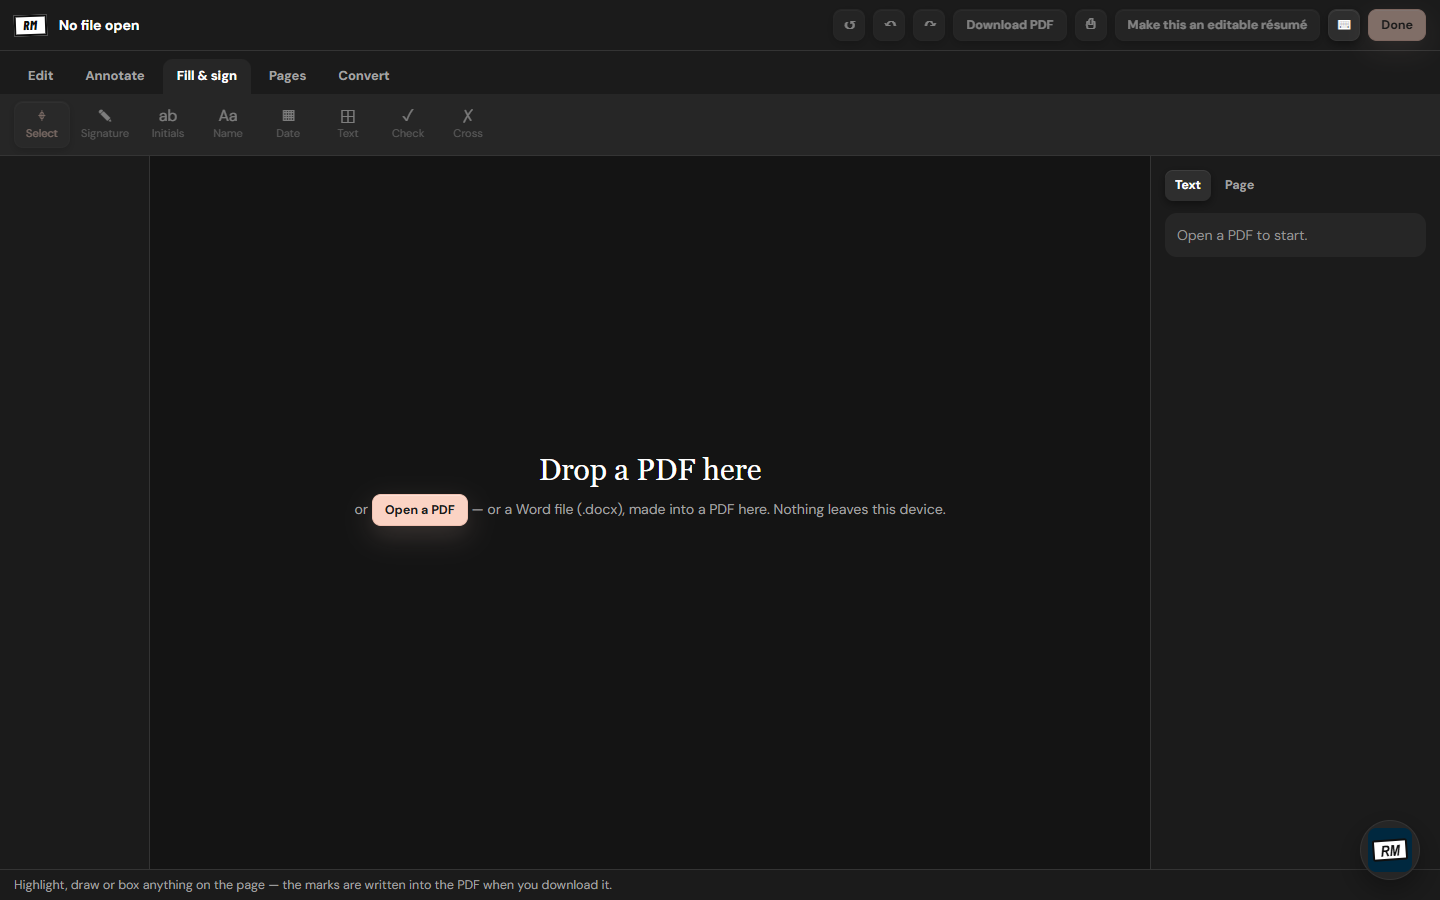 RM No file open Download PDF Make this an editable résumé Done
Edit Annotate Fill & sign Pages Convert
ab Aa
Select Signature Initials Name Date Text Check Cross
Text Page
Open a PDF to start.
Drop a PDF here
or Open a PDF — or a Word file (.docx), made into a PDF here. Nothing leaves this device.
RM
Highlight, draw or box anything on the page — the marks are written into the PDF when you download it.